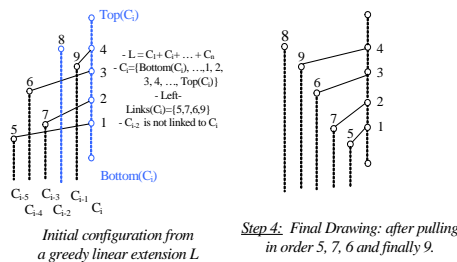 Top(Cᵢ)
8
4
9
- L = C₁+ Cᵢ+ … + Cₙ
- Cᵢ={Bottom(Cᵢ), …,1, 2,
3, 4, …, Top(Cᵢ)}
- Left-
Links(Cᵢ)={5,7,6,9}
- Cᵢ₋₂ is not linked to Cᵢ
6
3
7
2
5
1
Bottom(Cᵢ)
Cᵢ₋₅ Cᵢ₋₃ Cᵢ₋₁
Cᵢ₋₄ Cᵢ₋₂ Cᵢ
Initial configuration from
a greedy linear extension L
8
4
9
3
6
2
7
1
5
Step 4: Final Drawing: after pulling
in order 5, 7, 6 and finally 9.